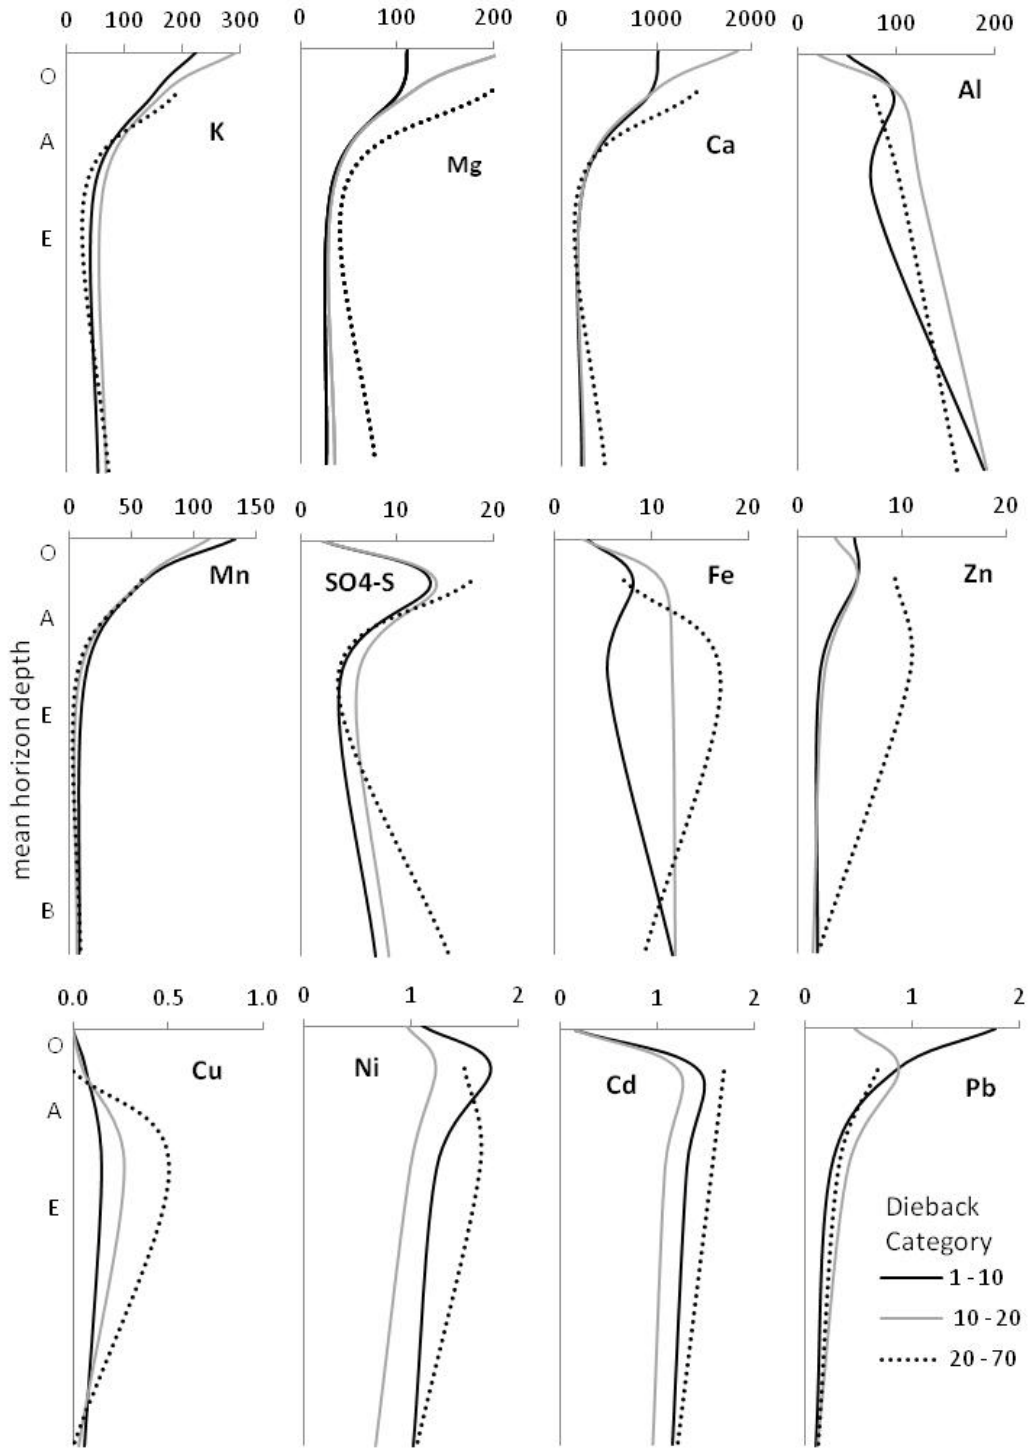 0 100 200 300
0 100 200
0 1000 2000
0 100 200
O
A
E
K
Mg
Ca
Al
0 50 100 150
0 10 20
0 10 20
0 10 20
O
A
E
B
mean horizon depth
Mn
SO4-S
Fe
Zn
0.0 0.5 1.0
0 1 2
0 1 2
0 1 2
O
A
E
Cu
Ni
Cd
Pb
Dieback
Category
1 - 10
10 - 20
20 - 70